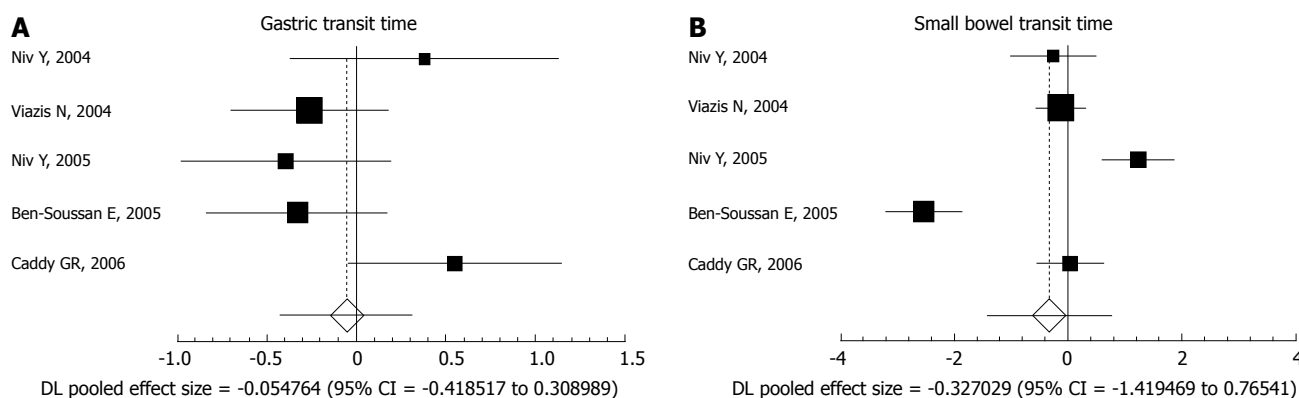 A
Gastric transit time
Niv Y, 2004
Viazis N, 2004
Niv Y, 2005
Ben-Soussan E, 2005
Caddy GR, 2006
-1.0 -0.5 0 0.5 1.0 1.5
DL pooled effect size = -0.054764 (95% CI = -0.418517 to 0.308989)
B
Small bowel transit time
Niv Y, 2004
Viazis N, 2004
Niv Y, 2005
Ben-Soussan E, 2005
Caddy GR, 2006
-4 -2 0 2 4
DL pooled effect size = -0.327029 (95% CI = -1.419469 to 0.76541)